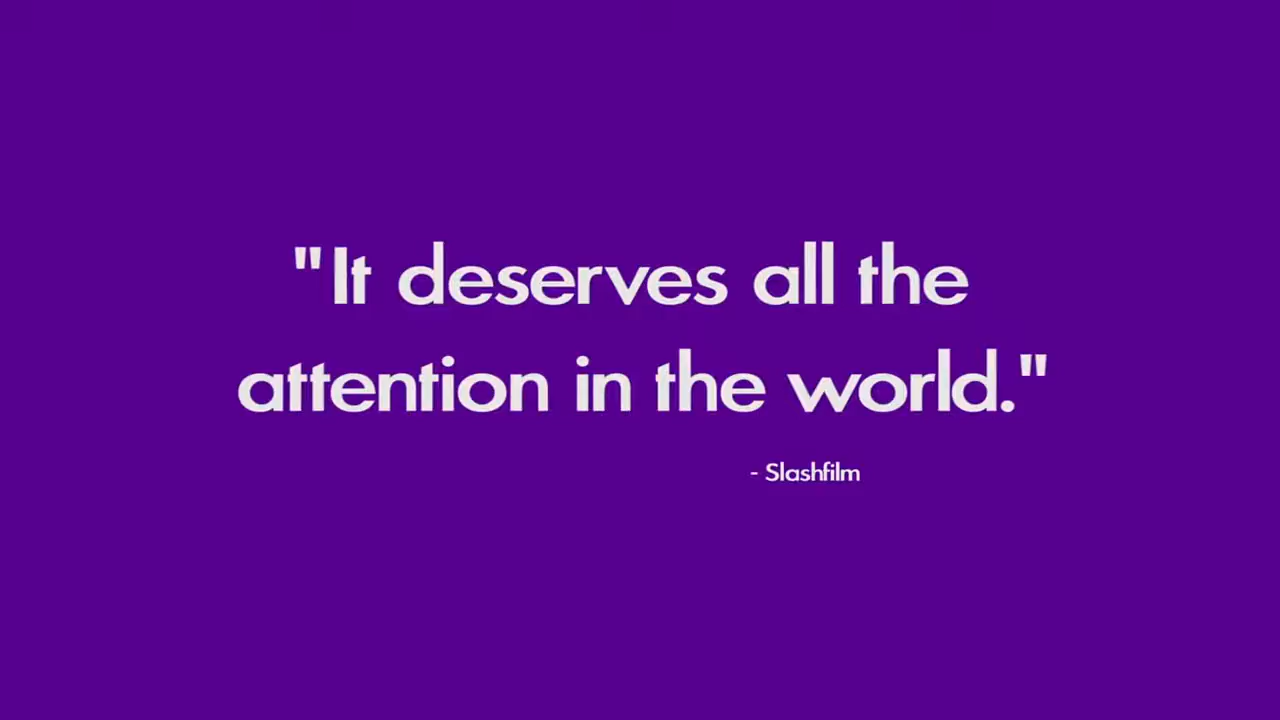 "It deserves all the
attention in the world."
- Slashfilm